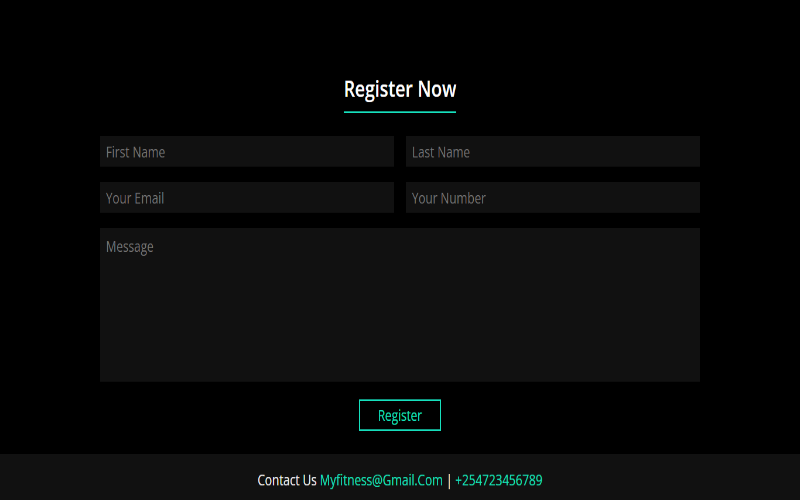 Register Now
First Name
Last Name
Your Email
Your Number
Message
Register
Contact Us Myfitness@Gmail.Com | +254723456789